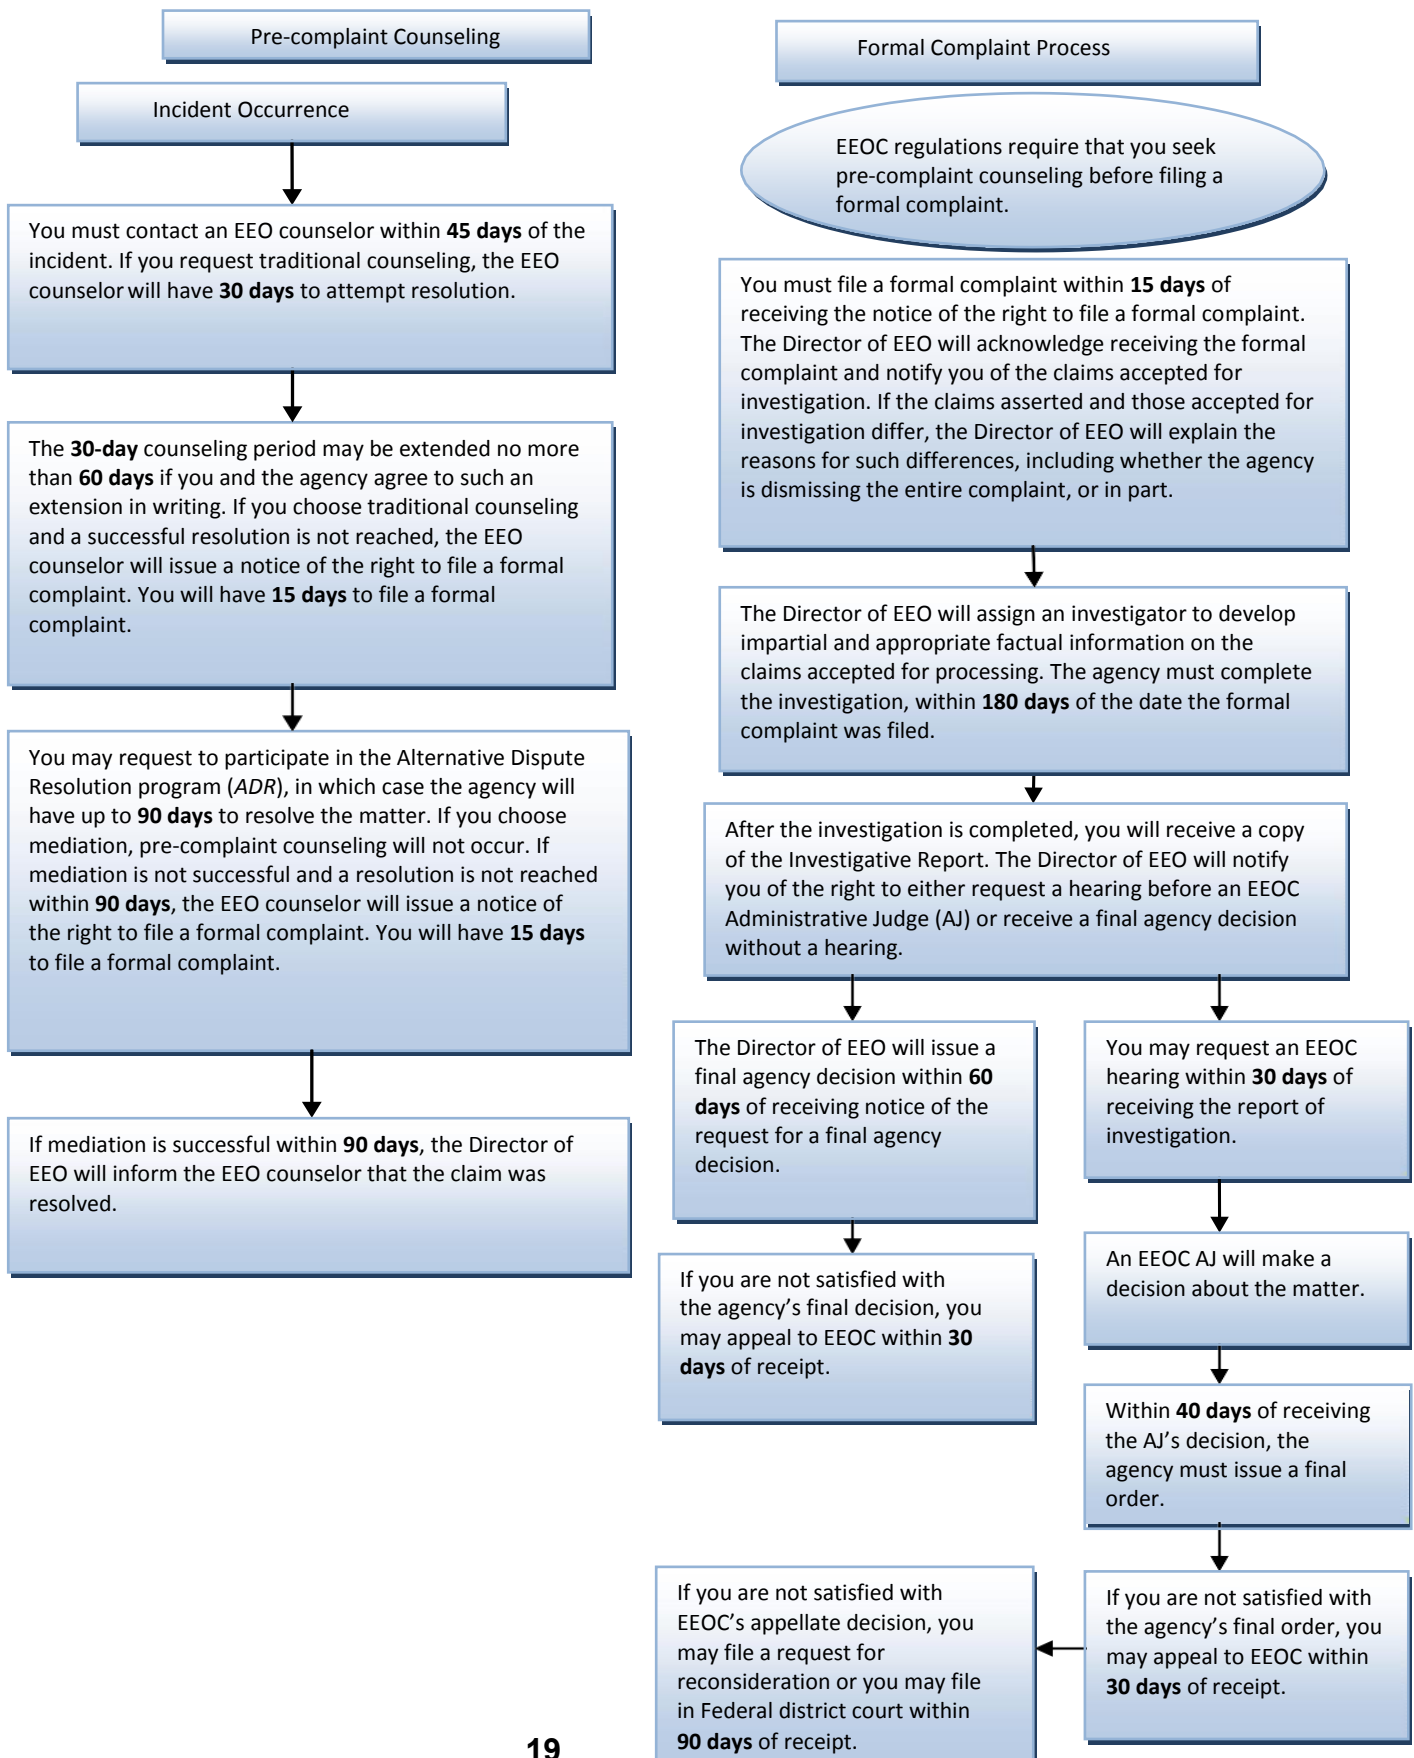 Pre-complaint Counseling
Incident Occurrence
You must contact an EEO counselor within 45 days of the
incident. If you request traditional counseling, the EEO
counselor will have 30 days to attempt resolution.
The 30-day counseling period may be extended no more
than 60 days if you and the agency agree to such an
extension in writing. If you choose traditional counseling
and a successful resolution is not reached, the EEO
counselor will issue a notice of the right to file a formal
complaint. You will have 15 days to file a formal
complaint.
You may request to participate in the Alternative Dispute
Resolution program (ADR), in which case the agency will
have up to 90 days to resolve the matter. If you choose
mediation, pre-complaint counseling will not occur. If
mediation is not successful and a resolution is not reached
within 90 days, the EEO counselor will issue a notice of
the right to file a formal complaint. You will have 15 days
to file a formal complaint.
If mediation is successful within 90 days, the Director of
EEO will inform the EEO counselor that the claim was
resolved.
Formal Complaint Process
EEOC regulations require that you seek
pre-complaint counseling before filing a
formal complaint.
You must file a formal complaint within 15 days of
receiving the notice of the right to file a formal complaint.
The Director of EEO will acknowledge receiving the formal
complaint and notify you of the claims accepted for
investigation. If the claims asserted and those accepted for
investigation differ, the Director of EEO will explain the
reasons for such differences, including whether the agency
is dismissing the entire complaint, or in part.
The Director of EEO will assign an investigator to develop
impartial and appropriate factual information on the
claims accepted for processing. The agency must complete
the investigation, within 180 days of the date the formal
complaint was filed.
After the investigation is completed, you will receive a copy
of the Investigative Report. The Director of EEO will notify
you of the right to either request a hearing before an EEOC
Administrative Judge (AJ) or receive a final agency decision
without a hearing.
The Director of EEO will issue a
final agency decision within 60
days of receiving notice of the
request for a final agency
decision.
If you are not satisfied with
the agency’s final decision, you
may appeal to EEOC within 30
days of receipt.
You may request an EEOC
hearing within 30 days of
receiving the report of
investigation.
An EEOC AJ will make a
decision about the matter.
Within 40 days of receiving
the AJ’s decision, the
agency must issue a final
order.
If you are not satisfied with
the agency’s final order, you
may appeal to EEOC within
30 days of receipt.
If you are not satisfied with
EEOC’s appellate decision, you
may file a request for
reconsideration or you may file
in Federal district court within
90 days of receipt.
19